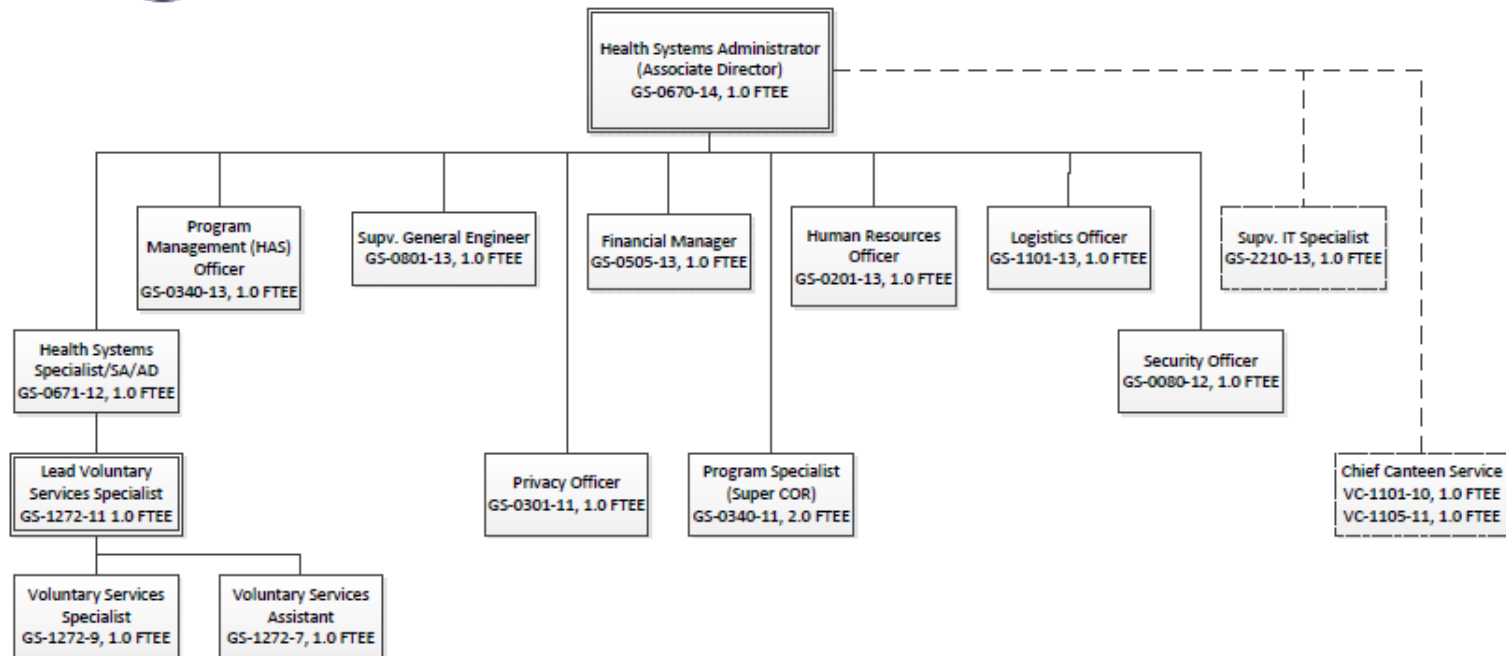 Health Systems Administrator
(Associate Director)
GS-0670-14, 1.0 FTEE
Program
Management (HAS)
Officer
GS-0340-13, 1.0 FTEE
Supv. General Engineer
GS-0801-13, 1.0 FTEE
Financial Manager
GS-0505-13, 1.0 FTEE
Human Resources
Officer
GS-0201-13, 1.0 FTEE
Logistics Officer
GS-1101-13, 1.0 FTEE
Supv. IT Specialist
GS-2210-13, 1.0 FTEE
Health Systems
Specialist/SA/AD
GS-0671-12, 1.0 FTEE
Security Officer
GS-0080-12, 1.0 FTEE
Lead Voluntary
Services Specialist
GS-1272-11 1.0 FTEE
Privacy Officer
GS-0301-11, 1.0 FTEE
Program Specialist
(Super COR)
GS-0340-11, 2.0 FTEE
Chief Canteen Service
VC-1101-10, 1.0 FTEE
VC-1105-11, 1.0 FTEE
Voluntary Services
Specialist
GS-1272-9, 1.0 FTEE
Voluntary Services
Assistant
GS-1272-7, 1.0 FTEE